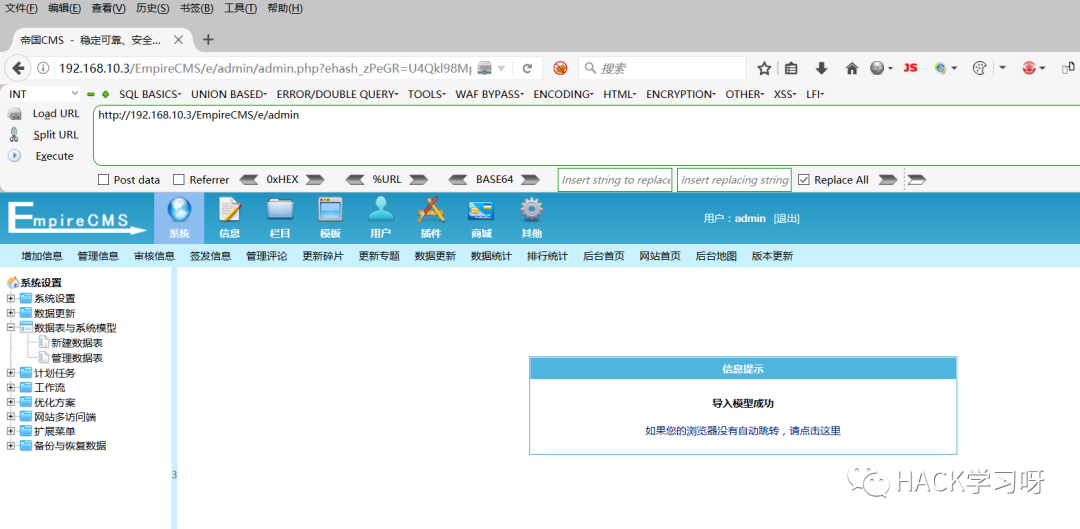 文件(F) 编辑(E) 查看(V) 历史(S) 书签(B) 工具(T) 帮助(H)
帝国CMS - 稳定可靠、安全...
192.168.10.3/EmpireCMS/e/admin/admin.php?ehash_zPeGR=U4Qkl98Mp 搜索
INT SQL BASICS UNION BASED ERROR/DOUBLE QUERY TOOLS WAF BYPASS ENCODING HTML ENCRYPTION OTHER XSS LFI
Load URL http://192.168.10.3/EmpireCMS/e/admin
Split URL
Execute
Post data Referrer 0xHEX %URL BASE64 Insert string to replace Insert replacing string Replace All
EmpireCMS 用户：admin [退出]
系统 信息 栏目 模板 用户 插件 商城 其他
增加信息 管理信息 审核信息 签发信息 管理评论 更新碎片 更新专题 数据更新 数据统计 排行统计 后台首页 网站首页 后台地图 版本更新
系统设置
系统设置
数据更新
数据表与系统模型
新建数据表
管理数据表
计划任务
工作流
优化方案
网站多访问端
扩展菜单
备份与恢复数据
信息提示
导入模型成功
如果您的浏览器没有自动跳转，请点击这里
3
HACK学习呀